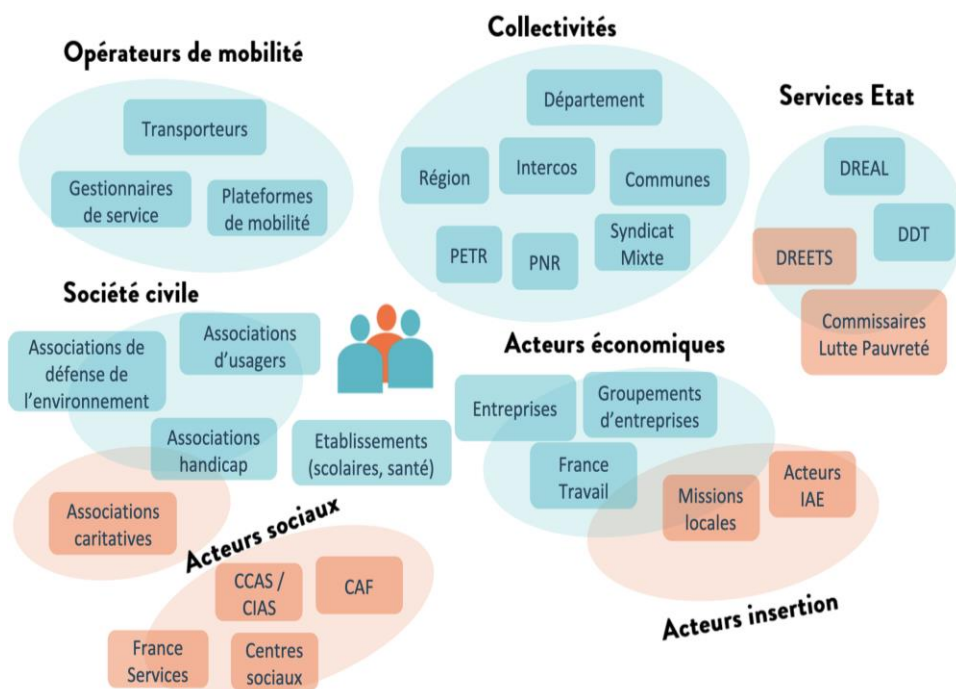 Opérateurs de mobilité
Transporteurs
Gestionnaires
de service
Plateformes
de mobilité
Collectivités
Département
Région
Intercos
Communes
PETR
PNR
Syndicat
Mixte
Services Etat
DREAL
DDT
DREETS
Commissaires
Lutte Pauvreté
Société civile
Associations de
défense de
l'environnement
Associations
d'usagers
Associations
handicap
Etablissements
(scolaires, santé)
Associations
caritatives
Acteurs sociaux
CCAS /
CIAS
CAF
France
Services
Centres
sociaux
Acteurs économiques
Entreprises
Groupements
d'entreprises
France
Travail
Missions
locales
Acteurs
IAE
Acteurs insertion